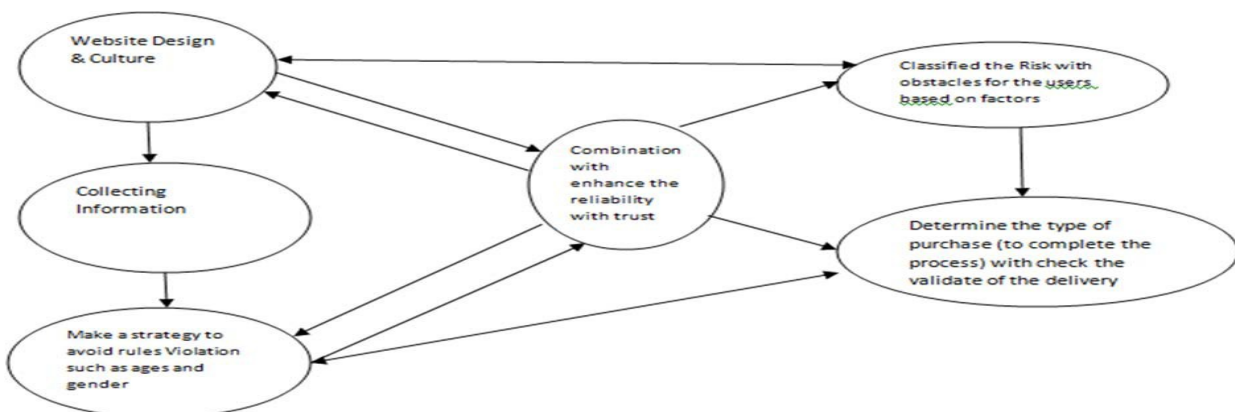 Website Design
& Culture
Collecting
Information
Make a strategy to
avoid rules Violation
such as ages and
gender
Combination
with
enhance the
reliability
with trust
Classified the Risk with
obstacles for the users
based on factors
Determine the type of
purchase (to complete the
process) with check the
validate of the delivery